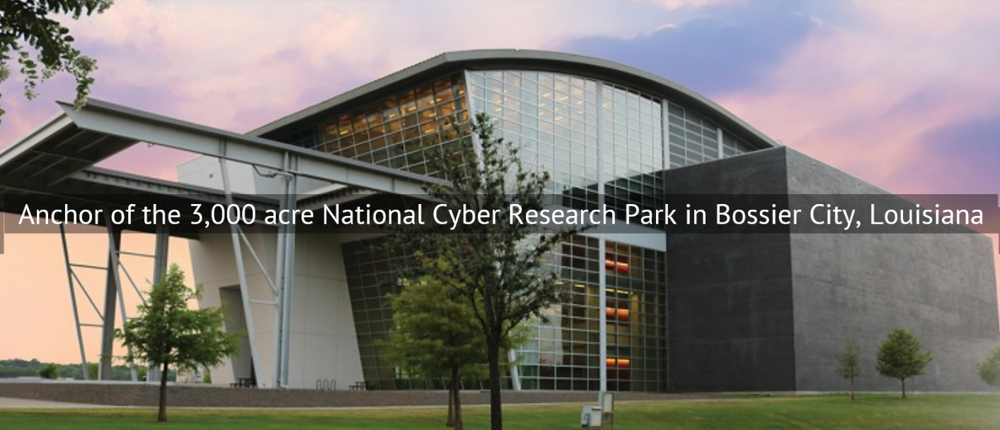 Anchor of the 3,000 acre National Cyber Research Park in Bossier City, Louisiana